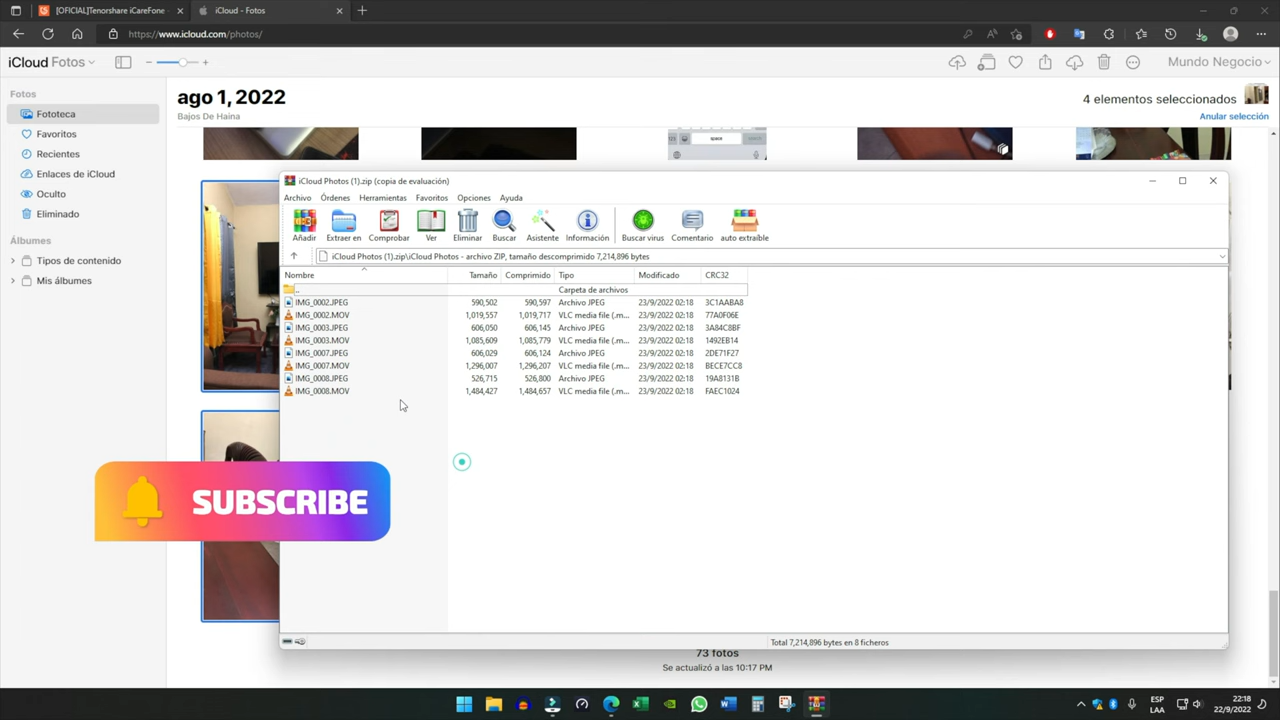 [OFICIAL]Tenorshare iCareFone -
iCloud - Fotos
https://www.icloud.com/photos/
iCloud Fotos
Mundo Negocio
Fotos
Fototeca
Favoritos
Recientes
Enlaces de iCloud
Oculto
Eliminado
Álbumes
Tipos de contenido
Mis álbumes
ago 1, 2022
Bajos De Haina
4 elementos seleccionados
Anular selección
space
iCloud Photos (1).zip (copia de evaluación)
Archivo Órdenes Herramientas Favoritos Opciones Ayuda
Añadir Extraer en Comprobar Ver Eliminar Buscar Asistente Información Buscar virus Comentario auto extraíble
iCloud Photos (1).zip\iCloud Photos - archivo ZIP, tamaño descomprimido 7,214,896 bytes
Nombre Tamaño Comprimido Tipo Modificado CRC32
.. Carpeta de archivos
IMG_0002.JPEG 590,502 590,597 Archivo JPEG 23/9/2022 02:18 3C1AABA8
IMG_0002.MOV 1,019,557 1,019,717 VLC media file (.m... 23/9/2022 02:18 77A0F06E
IMG_0003.JPEG 606,050 606,145 Archivo JPEG 23/9/2022 02:18 3A84C8BF
IMG_0003.MOV 1,085,609 1,085,779 VLC media file (.m... 23/9/2022 02:18 1492EB14
IMG_0007.JPEG 606,029 606,124 Archivo JPEG 23/9/2022 02:18 2DE71F27
IMG_0007.MOV 1,296,007 1,296,207 VLC media file (.m... 23/9/2022 02:18 BECE7CC8
IMG_0008.JPEG 526,715 526,800 Archivo JPEG 23/9/2022 02:18 19A8131B
IMG_0008.MOV 1,484,427 1,484,657 VLC media file (.m... 23/9/2022 02:18 FAEC1024
SUBSCRIBE
Total 7,214,896 bytes en 8 ficheros
73 fotos
Se actualizó a las 10:17 PM
ESP
LAA
22:18
22/9/2022